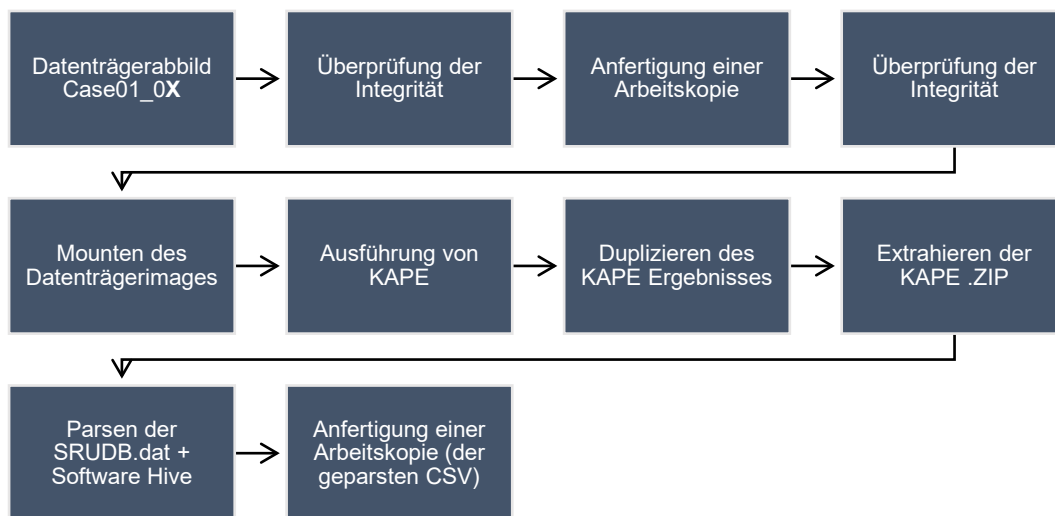 Datenträgerabbild
Case01_0X
Überprüfung der
Integrität
Anfertigung einer
Arbeitskopie
Überprüfung der
Integrität
Mounten des
Datenträgerimages
Ausführung von
KAPE
Duplizieren des
KAPE Ergebnisses
Extrahieren der
KAPE .ZIP
Parsen der
SRUDB.dat +
Software Hive
Anfertigung einer
Arbeitskopie (der
geparsten CSV)